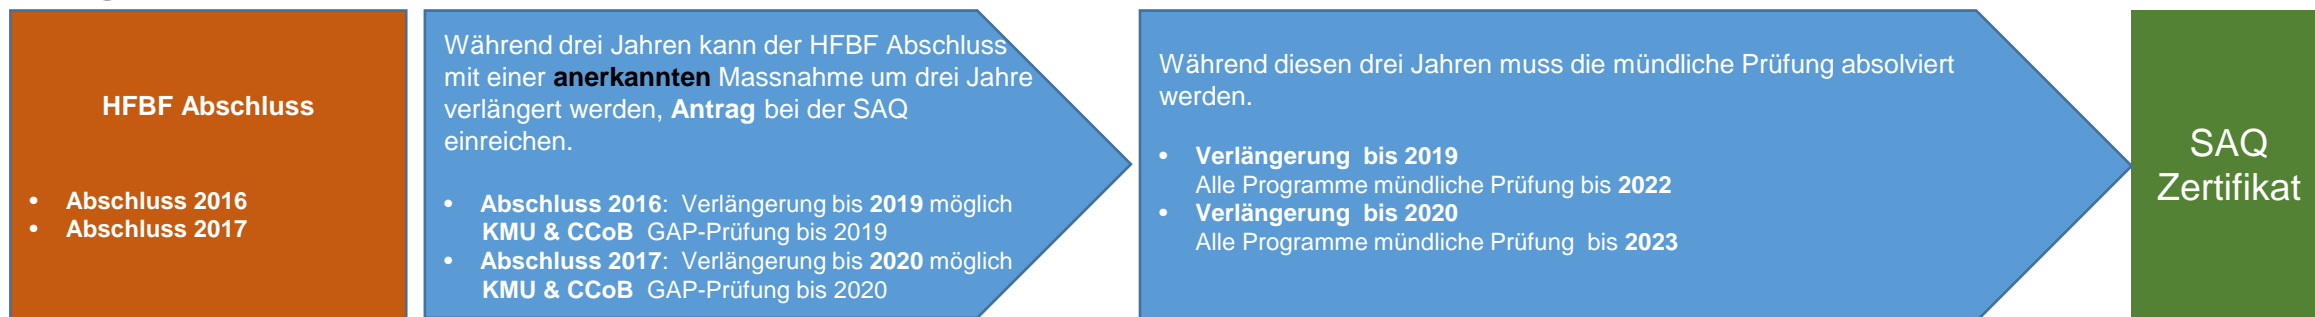 HFBF Abschluss
• Abschluss 2016
• Abschluss 2017
Während drei Jahren kann der HFBF Abschluss
mit einer anerkannten Massnahme um drei Jahre
verlängert werden, Antrag bei der SAQ
einreichen.
• Abschluss 2016: Verlängerung bis 2019 möglich
KMU & CCoB GAP-Prüfung bis 2019
• Abschluss 2017: Verlängerung bis 2020 möglich
KMU & CCoB GAP-Prüfung bis 2020
Während diesen drei Jahren muss die mündliche Prüfung absolviert
werden.
• Verlängerung bis 2019
Alle Programme mündliche Prüfung bis 2022
• Verlängerung bis 2020
Alle Programme mündliche Prüfung bis 2023
SAQ
Zertifikat